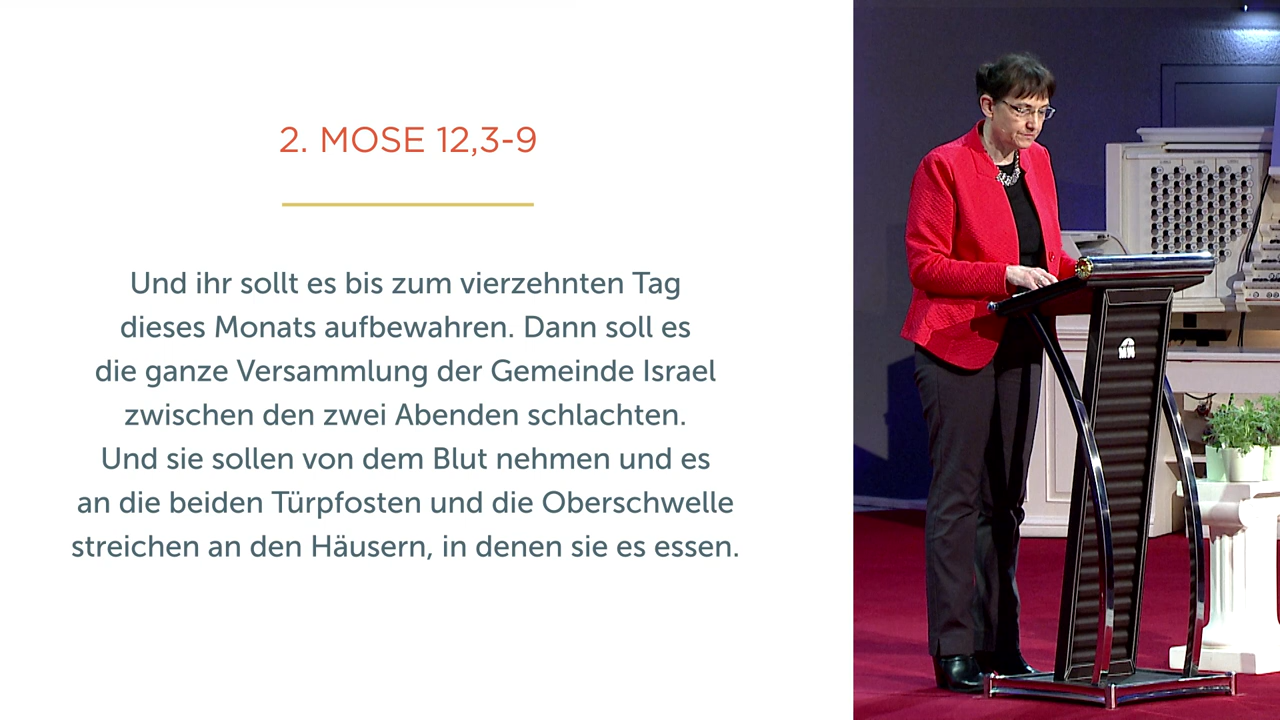 2. MOSE 12,3-9
Und ihr sollt es bis zum vierzehnten Tag
dieses Monats aufbewahren. Dann soll es
die ganze Versammlung der Gemeinde Israel
zwischen den zwei Abenden schlachten.
Und sie sollen von dem Blut nehmen und es
an die beiden Türpfosten und die Oberschwelle
streichen an den Häusern, in denen sie es essen.